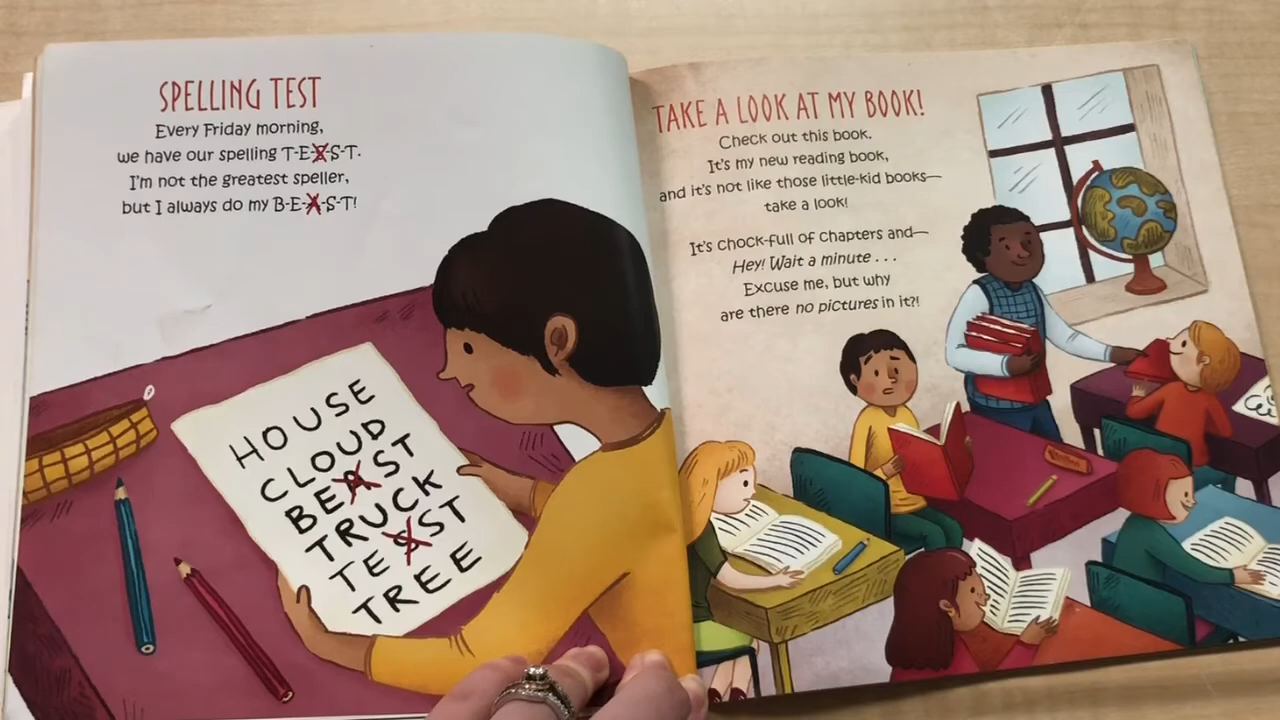 SPELLING TEST
Every Friday morning,
we have our spelling T-E-S-S-T.
I'm not the greatest speller,
but I always do my B-E-A-S-T!
HOUSE
CLOUD
BEAST
TRUCK
TESST
TREE
TAKE A LOOK AT MY BOOK!
Check out this book.
It's my new reading book,
and it's not like those little-kid books—
take a look!
It's chock-full of chapters and—
Hey! Wait a minute . . .
Excuse me, but why
are there no pictures in it?!